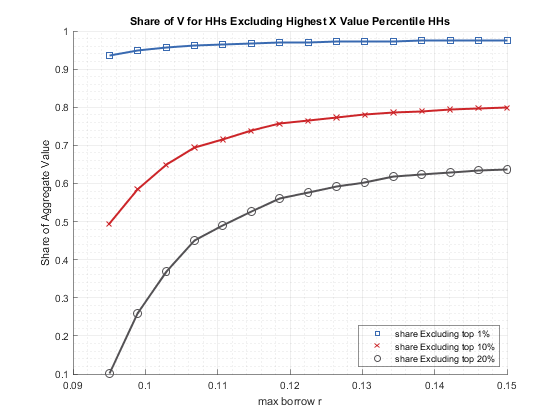 Share of V for HHs Excluding Highest X Value Percentile HHs
1
0.9
0.8
0.7
0.6
0.5
0.4
0.3
0.2
0.1
Share of Aggregate Value
0.09
0.1
0.11
0.12
0.13
0.14
0.15
max borrow r
share Excluding top 1%
share Excluding top 10%
share Excluding top 20%